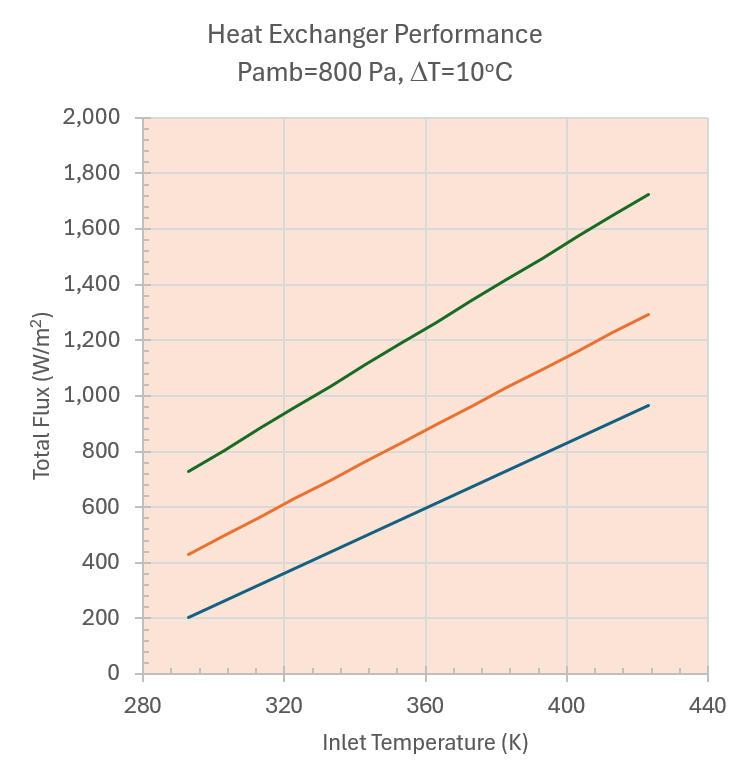 Heat Exchanger Performance
Pamb=800 Pa, ΔT=10°C
2,000
1,800
1,600
1,400
1,200
1,000
800
600
400
200
0
Total Flux (W/m²)
280 320 360 400 440
Inlet Temperature (K)